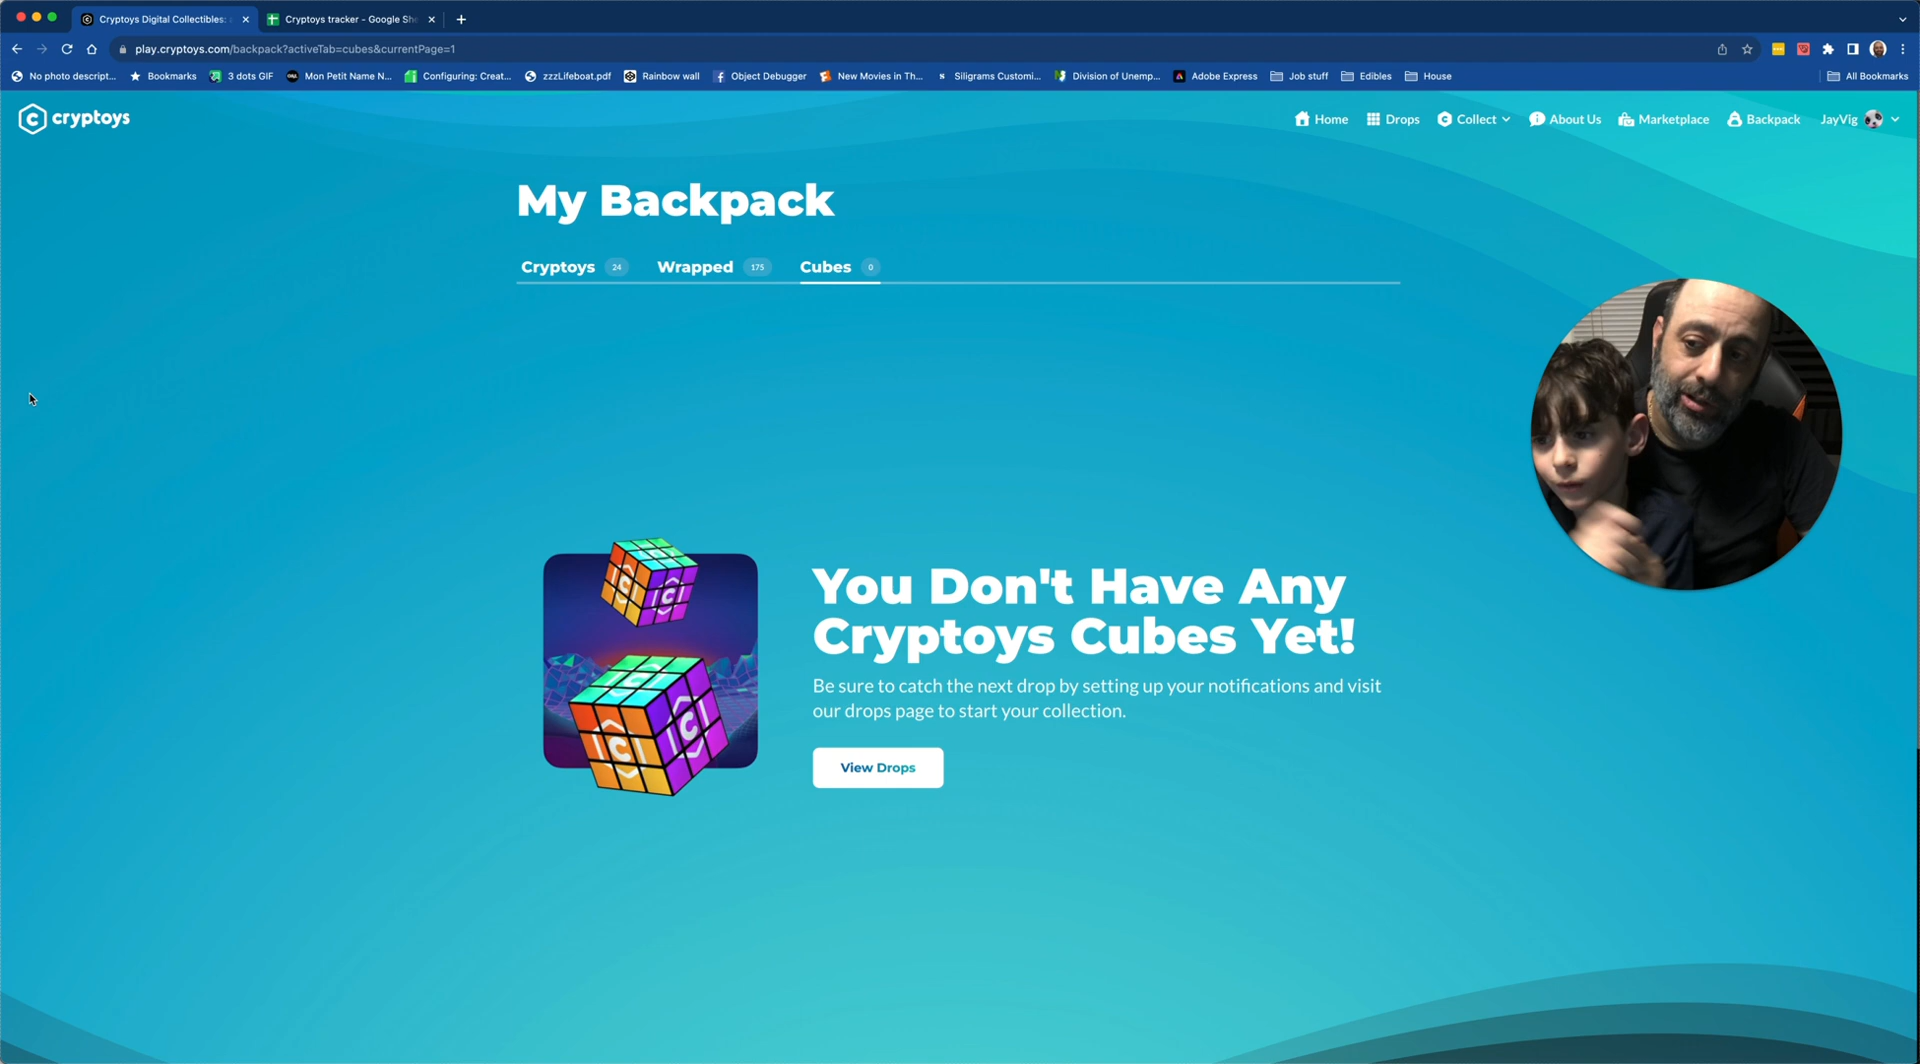 Cryptoys Digital Collectibles:
Cryptoys tracker - Google She
play.cryptoys.com/backpack?activeTab=cubes&currentPage=1
No photo descript...
Bookmarks
3 dots GIF
Mon Petit Name N...
Configuring: Creat...
zzzLifeboat.pdf
Rainbow wall
Object Debugger
New Movies in Th...
Siligrams Customi...
Division of Unemp...
Adobe Express
Job stuff
Edibles
House
All Bookmarks
cryptoys
Home
Drops
Collect
About Us
Marketplace
Backpack
JayVig
My Backpack
Cryptoys 24
Wrapped 175
Cubes 0
You Don't Have Any
Cryptoys Cubes Yet!
Be sure to catch the next drop by setting up your notifications and visit
our drops page to start your collection.
View Drops